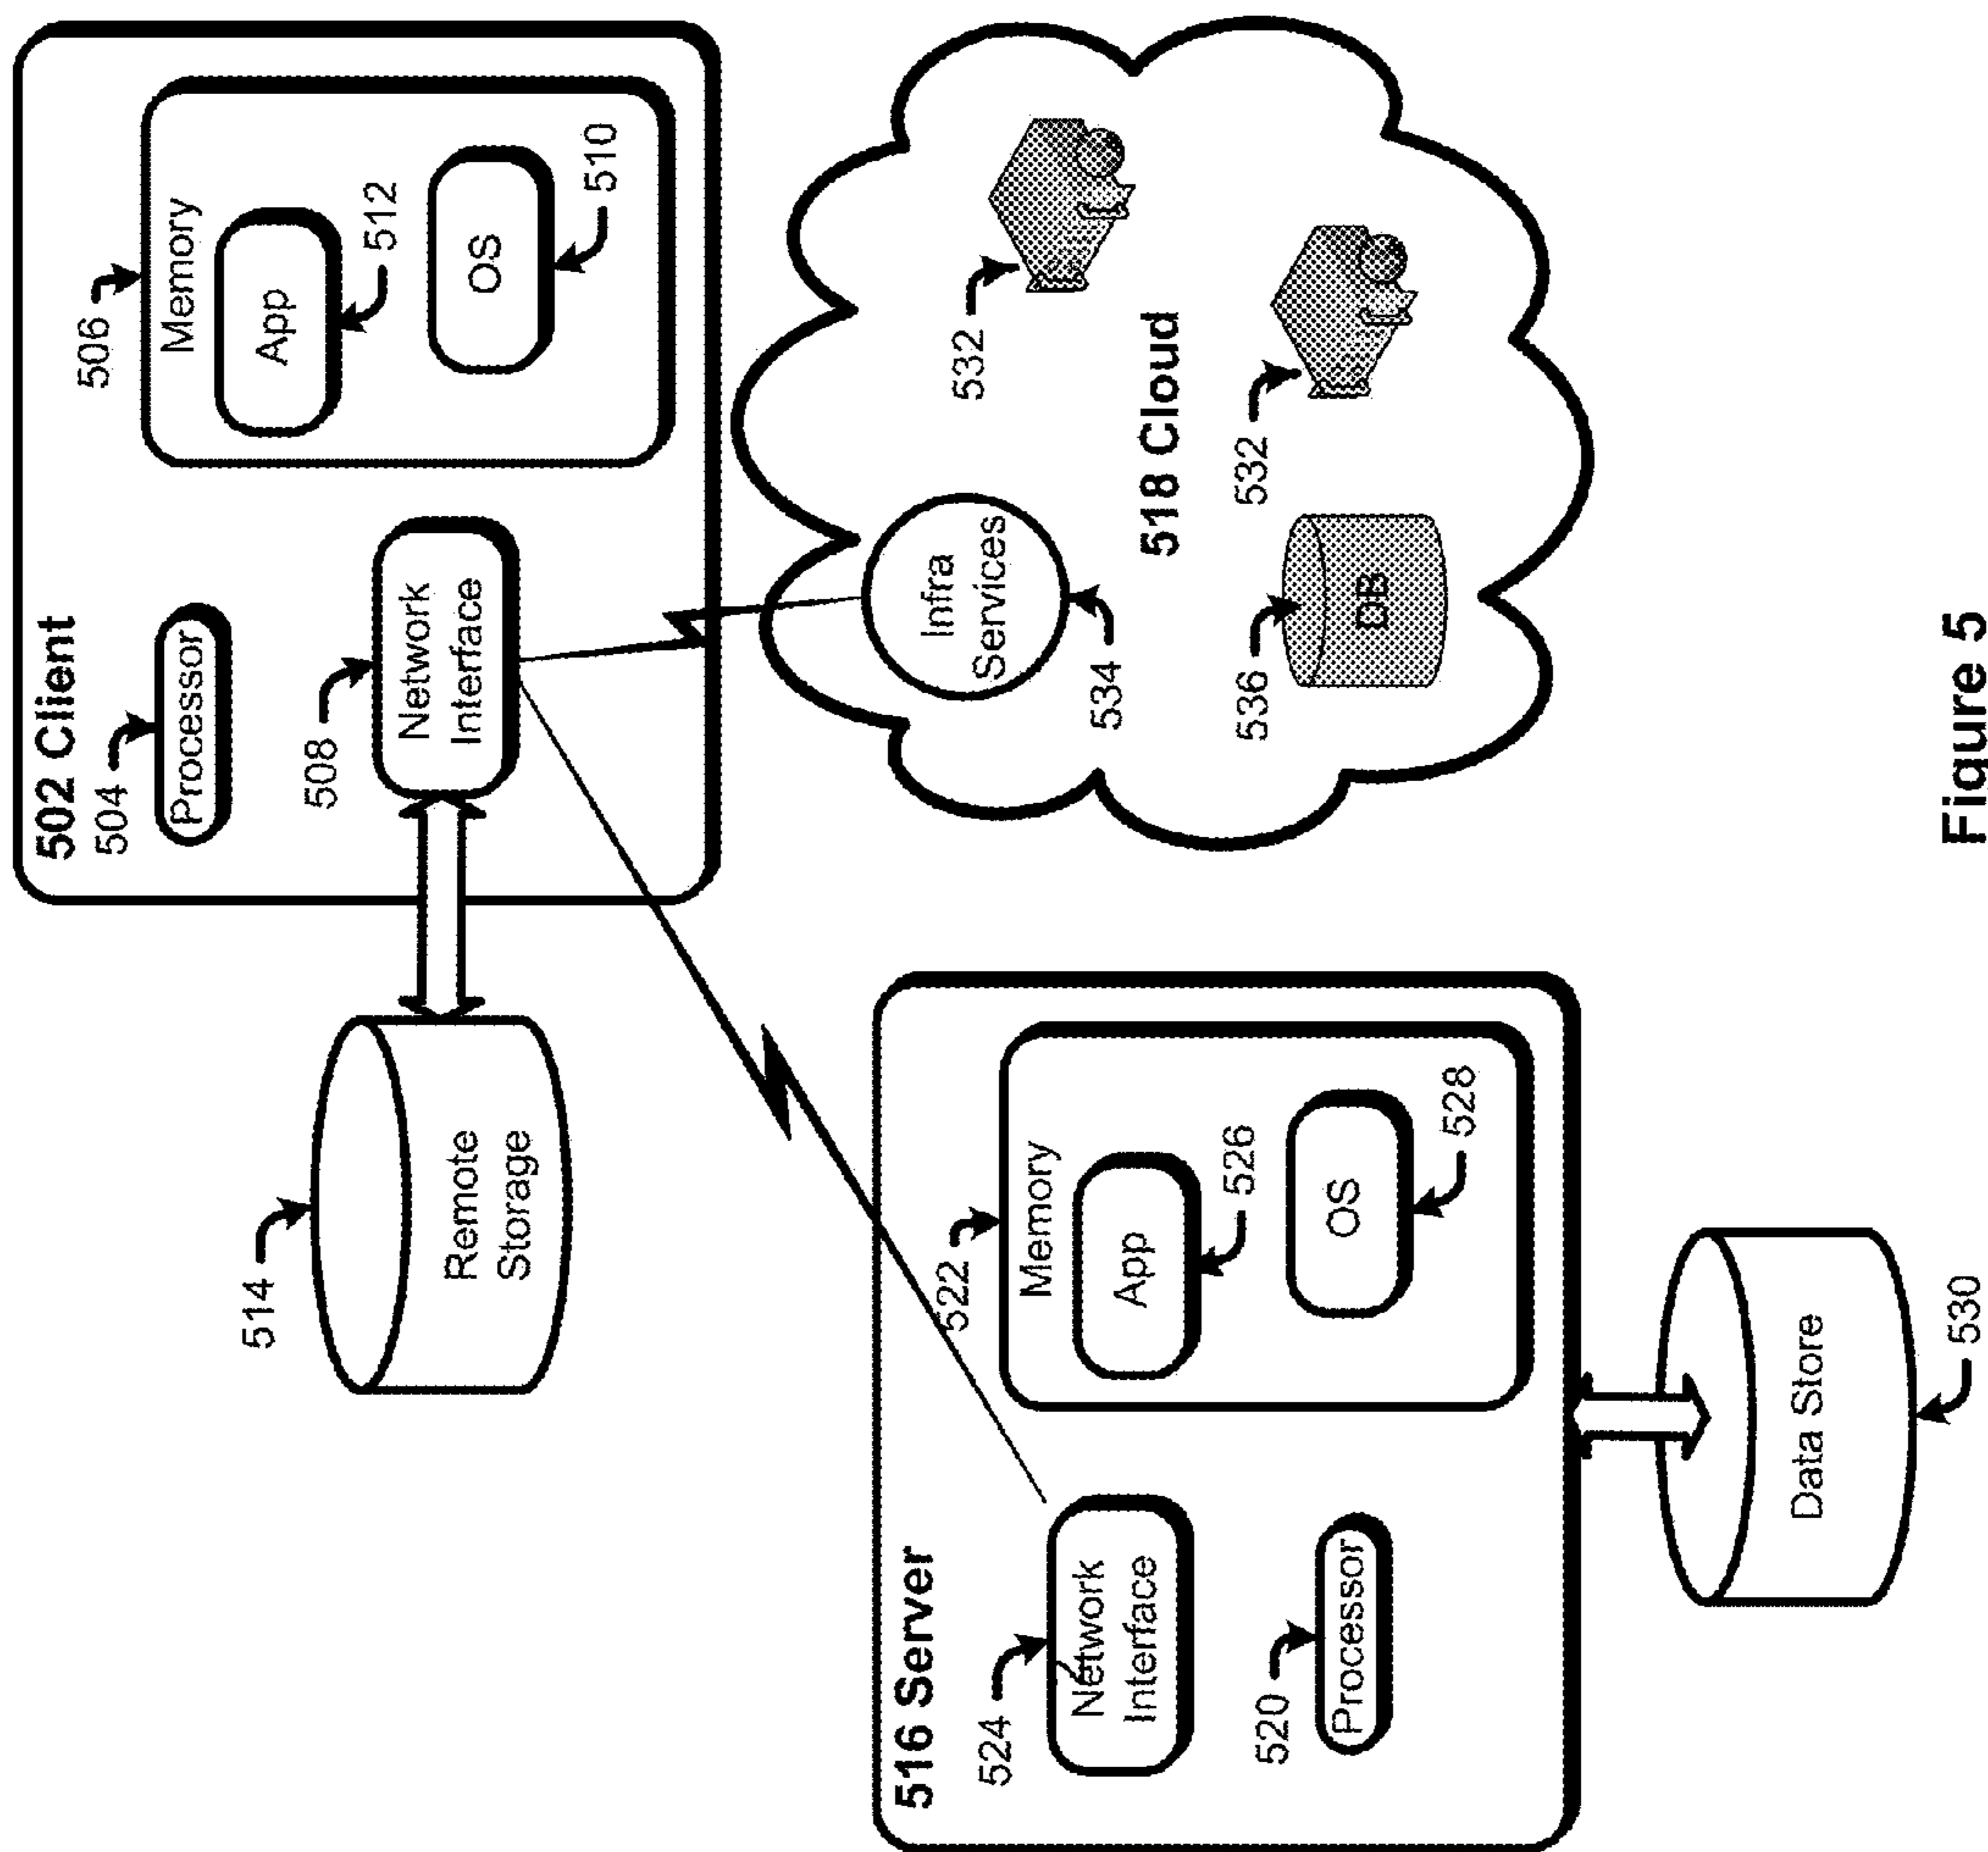 502 Client
504
Processor
506
Memory
App
512
OS
510
508
Network
Interface
514
Remote
Storage
516 Server
524
Network
Interface
520
Processor
522
Memory
App
526
OS
528
Data Store
530
Infra
Services
534
518 Cloud
532
532
536
DB
Figure 5